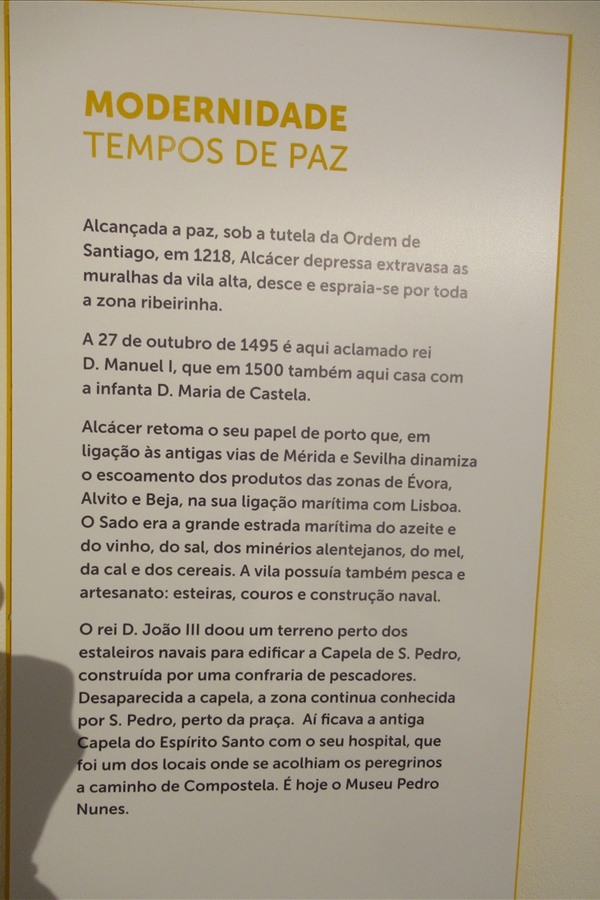 MODERNIDADE
TEMPOS DE PAZ
Alcançada a paz, sob a tutela da Ordem de
Santiago, em 1218, Alcácer depressa extravasa as
muralhas da vila alta, desce e espraia-se por toda
a zona ribeirinha.
A 27 de outubro de 1495 é aqui aclamado rei
D. Manuel I, que em 1500 também aqui casa com
a infanta D. Maria de Castela.
Alcácer retoma o seu papel de porto que, em
ligação às antigas vias de Mérida e Sevilha dinamiza
o escoamento dos produtos das zonas de Évora,
Alvito e Beja, na sua ligação marítima com Lisboa.
O Sado era a grande estrada marítima do azeite e
do vinho, do sal, dos minérios alentejanos, do mel,
da cal e dos cereais. A vila possuía também pesca e
artesanato: esteiras, couros e construção naval.
O rei D. João III doou um terreno perto dos
estaleiros navais para edificar a Capela de S. Pedro,
construída por uma confraria de pescadores.
Desaparecida a capela, a zona continua conhecida
por S. Pedro, perto da praça. Aí ficava a antiga
Capela do Espírito Santo com o seu hospital, que
foi um dos locais onde se acolhiam os peregrinos
a caminho de Compostela. É hoje o Museu Pedro
Nunes.